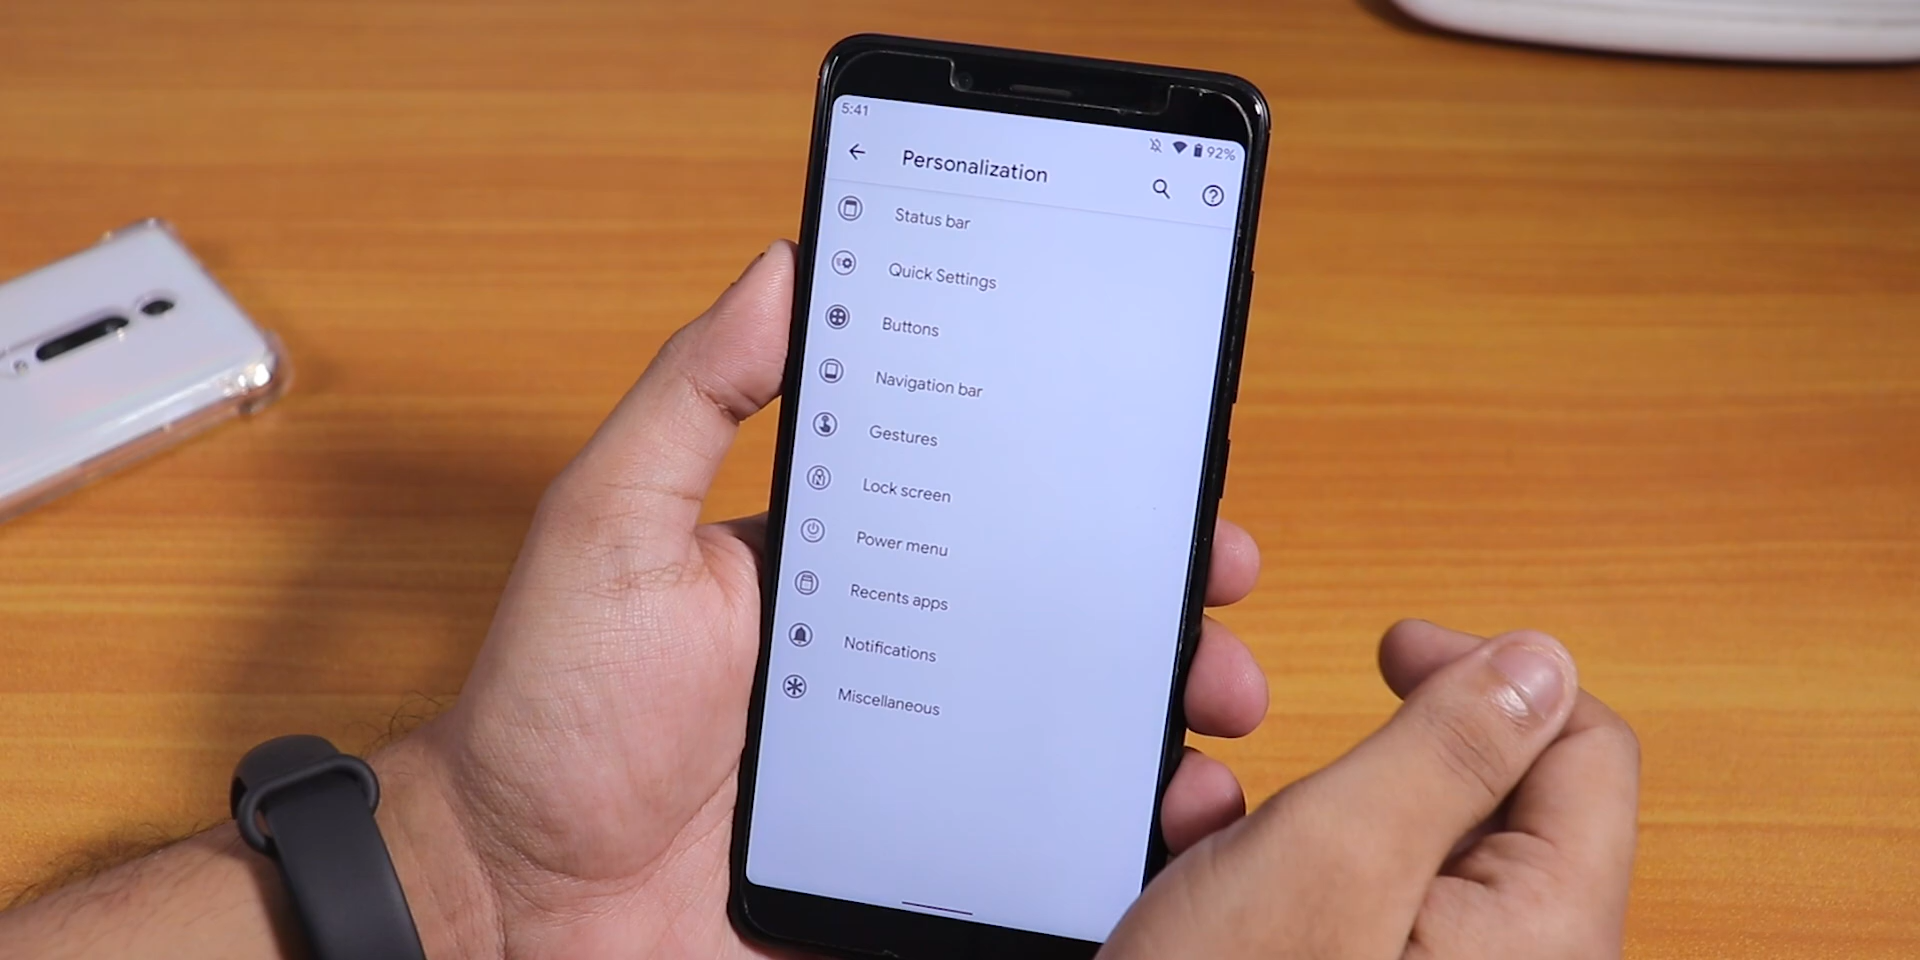 5:41
92%
Personalization
Status bar
Quick Settings
Buttons
Navigation bar
Gestures
Lock screen
Power menu
Recents apps
Notifications
Miscellaneous